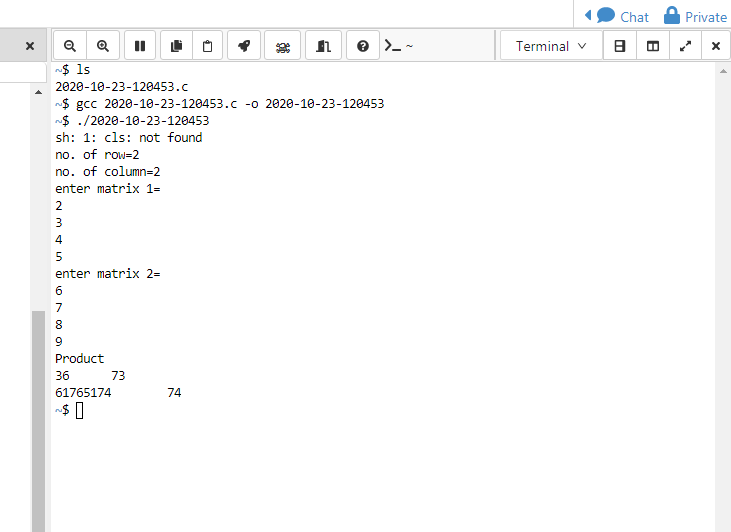 Chat Private
~ Terminal
~$ ls
2020-10-23-120453.c
~$ gcc 2020-10-23-120453.c -o 2020-10-23-120453
~$ ./2020-10-23-120453
sh: 1: cls: not found
no. of row=2
no. of column=2
enter matrix 1=
2
3
4
5
enter matrix 2=
6
7
8
9
Product
36 73
61765174 74
~$